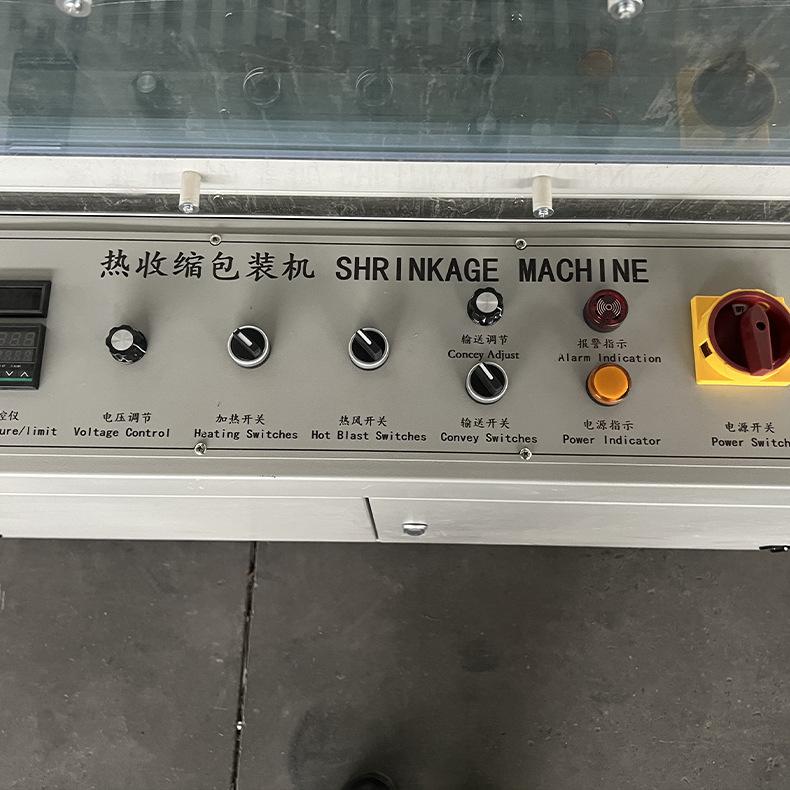 热收缩包装机 SHRINKAGE MACHINE
控仪
ure/limit
电压调节
Voltage Control
加热开关
Heating Switches
热风开关
Hot Blast Switches
输送调节
Concey Adjust
输送开关
Convey Switches
报警指示
Alarm Indication
电源指示
Power Indicator
电源开关
Power Switch